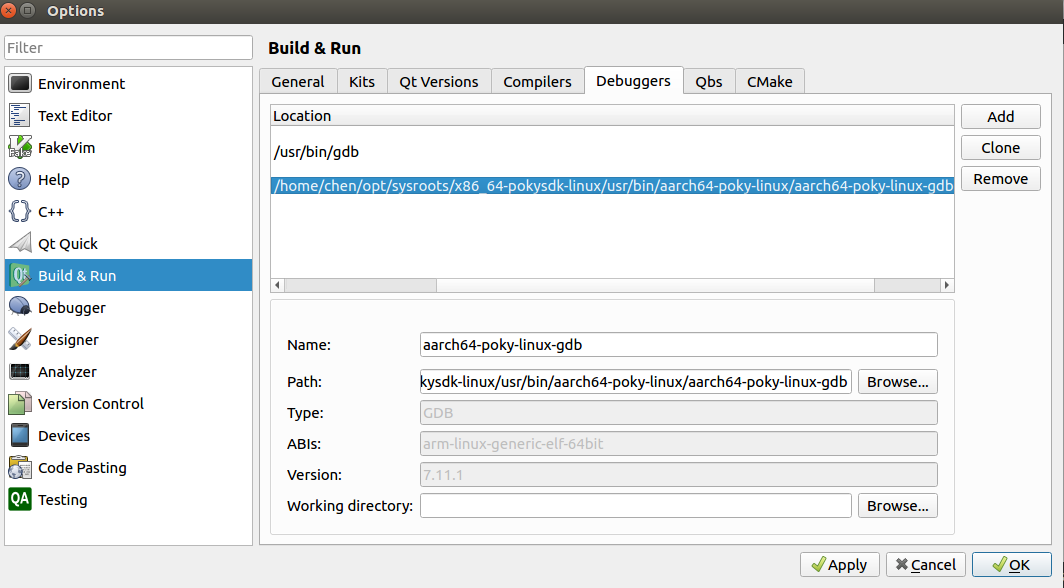 Options
Filter
Environment
Text Editor
FakeVim
Help
C++
Qt Quick
Build & Run
Debugger
Designer
Analyzer
Version Control
Devices
Code Pasting
Testing
Build & Run
General Kits Qt Versions Compilers Debuggers Qbs CMake
Location
/usr/bin/gdb
/home/chen/opt/sysroots/x86_64-pokysdk-linux/usr/bin/aarch64-poky-linux/aarch64-poky-linux-gdb
Add
Clone
Remove
Name: aarch64-poky-linux-gdb
Path: kysdk-linux/usr/bin/aarch64-poky-linux/aarch64-poky-linux-gdb Browse...
Type: GDB
ABIs: arm-linux-generic-elf-64bit
Version: 7.11.1
Working directory: Browse...
Apply Cancel OK